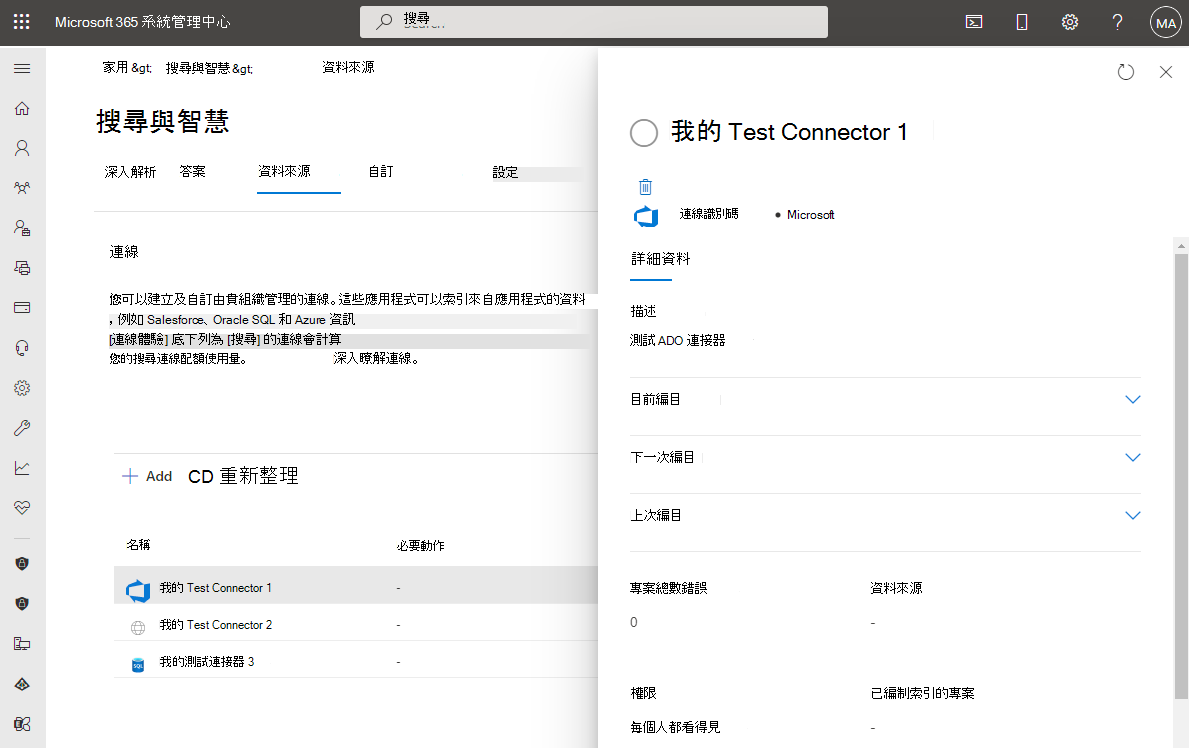 Microsoft 365 系統管理中心
搜尋
MA
家用 &gt; 搜尋與智慧&gt; 資料來源
搜尋與智慧
深入解析 答案 資料來源 自訂 設定
連線
您可以建立及自訂由貴組織管理的連線。這些應用程式可以索引來自應用程式的資料
，例如 Salesforce、Oracle SQL 和 Azure 資訊
[連線體驗] 底下列為 [搜尋] 的連線會計算
您的搜尋連線配額使用量。 深入瞭解連線。
Add CD 重新整理
名稱 必要動作
我的 Test Connector 1 -
我的 Test Connector 2 -
SQL 我的測試連接器 3 -
我的 Test Connector 1
連線識別碼 • Microsoft
詳細資料
描述
測試 ADO 連接器
目前編目
下一次編目
上次編目
專案總數錯誤 資料來源
0 -
權限 已編制索引的專案
每個人都看得見 -